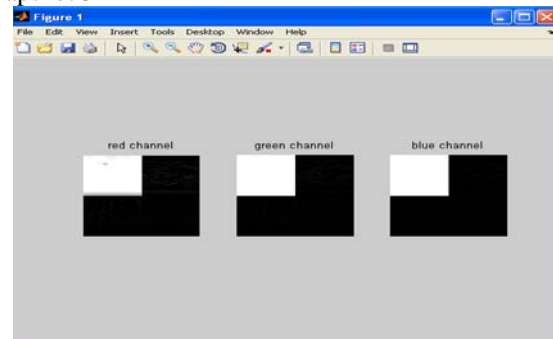 Figure 1
File Edit View Insert Tools Desktop Window Help
red channel green channel blue channel